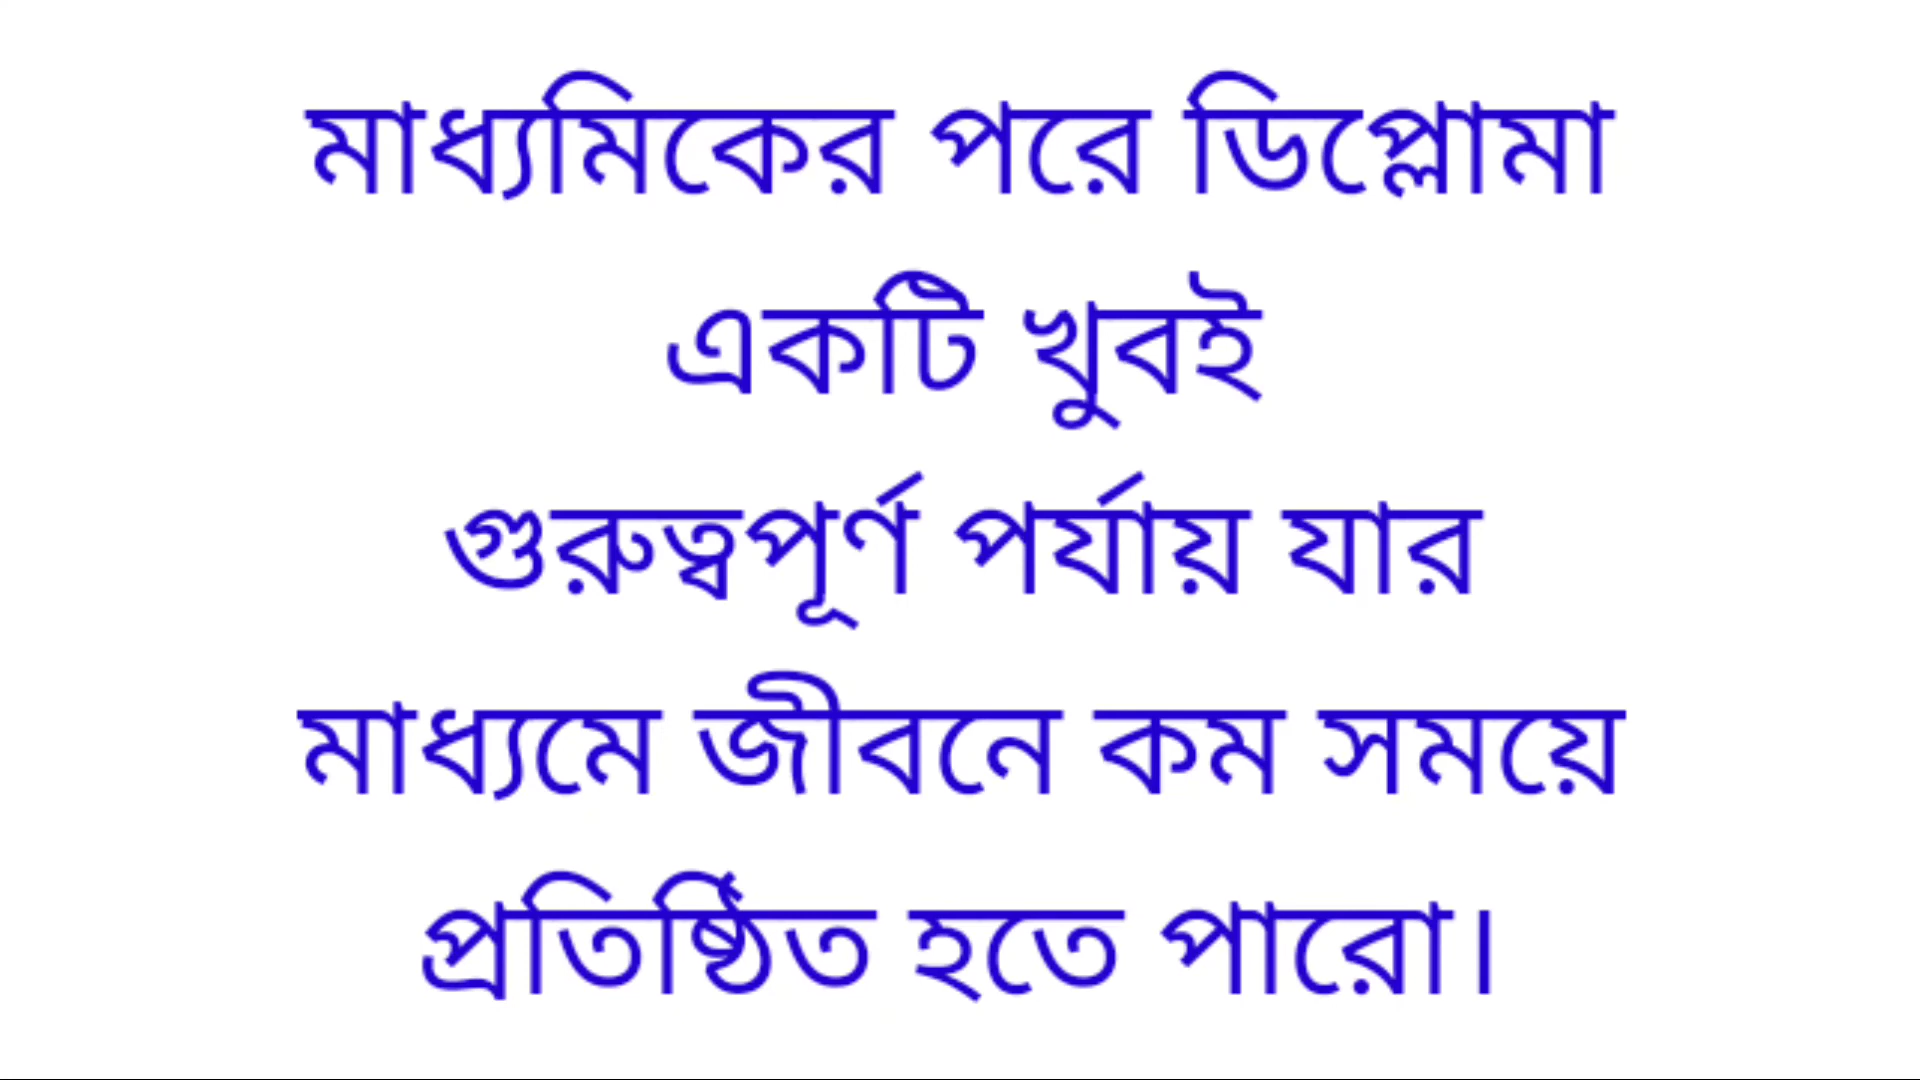 মাধ্যমিকের পরে ডিপ্লোমা
একটি খুবই
গুরুত্বপূর্ণ পর্যায় যার
মাধ্যমে জীবনে কম সময়ে
প্রতিষ্ঠিত হতে পারো।